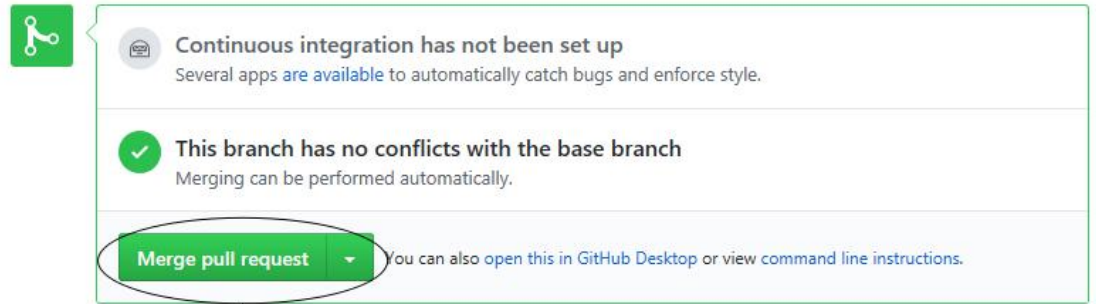 Continuous integration has not been set up
Several apps are available to automatically catch bugs and enforce style.
This branch has no conflicts with the base branch
Merging can be performed automatically.
Merge pull request You can also open this in GitHub Desktop or view command line instructions.